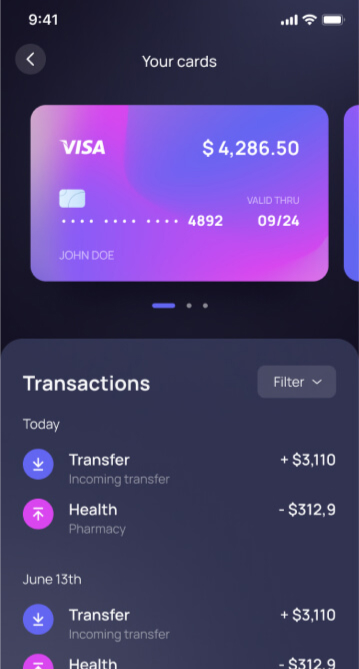 9:41
Your cards
VISA
$ 4,286.50
VALID THRU
•••• •••• •••• 4892
09/24
JOHN DOE
Transactions
Filter
Today
Transfer
+ $3,110
Incoming transfer
Health
- $312,9
Pharmacy
June 13th
Transfer
+ $3,110
Incoming transfer
Health
- $312,9